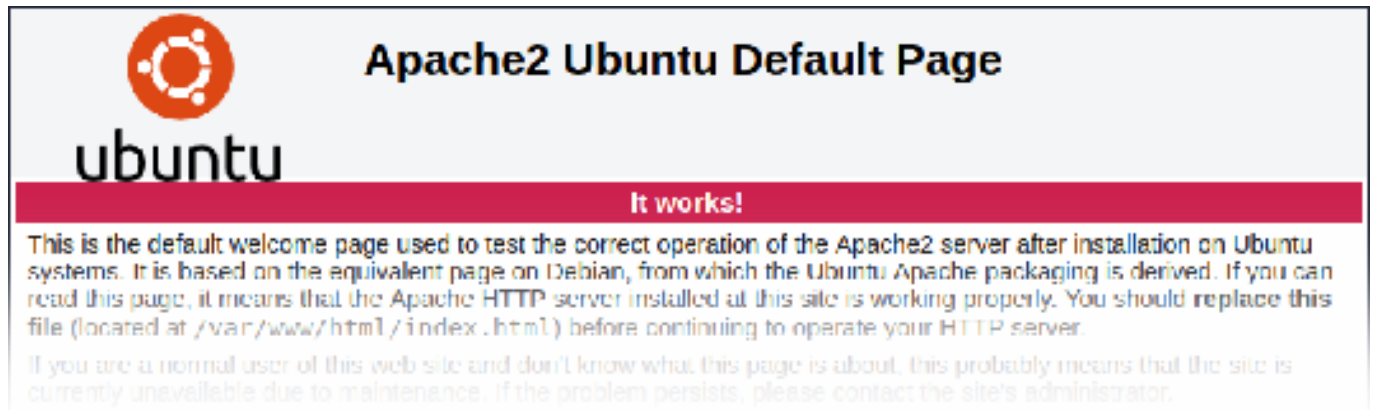 Apache2 Ubuntu Default Page
ubuntu
It works!
This is the default welcome page used to test the correct operation of the Apache2 server after installation on Ubuntu
systems. It is based on the equivalent page on Debian, from which the Ubuntu Apache packaging is derived. If you can
read this page, it means that the Apache HTTP server installed at this site is working properly. You should replace this
file (located at /var/www/html/index.html) before continuing to operate your HTTP server.
If you are a normal user of this web site and don't know what this page is about, this probably means that the site is
currently unavailable due to maintenance. If the problem persists, please contact the site's administrator.